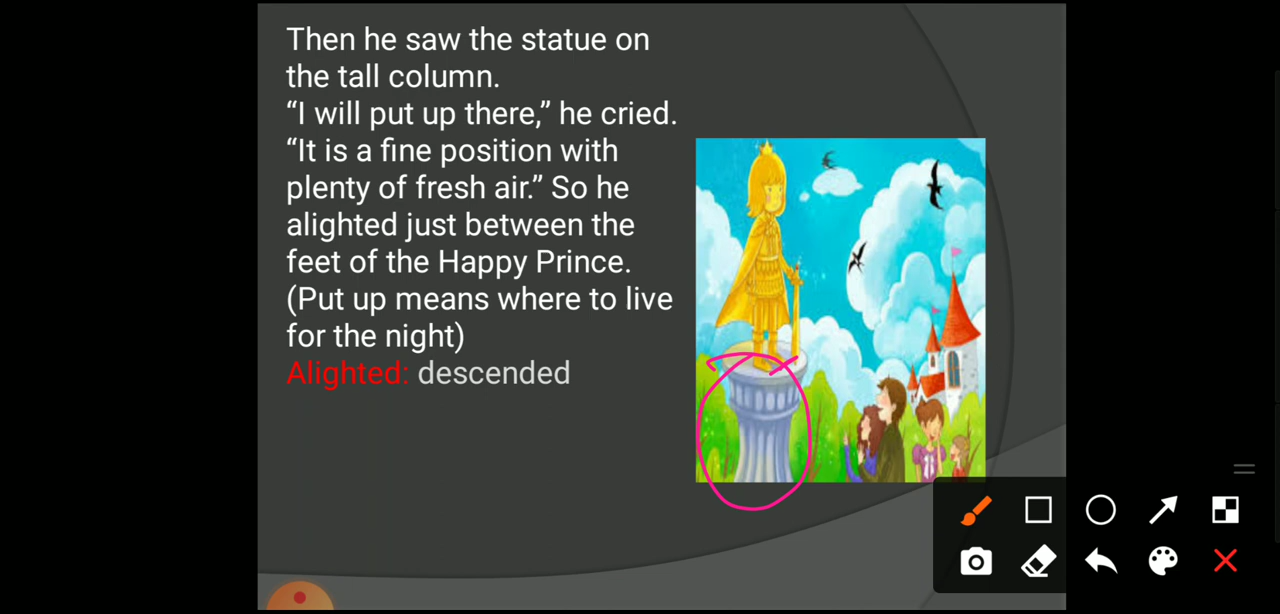 Then he saw the statue on
the tall column.
“I will put up there,” he cried.
“It is a fine position with
plenty of fresh air.” So he
alighted just between the
feet of the Happy Prince.
(Put up means where to live
for the night)
Alighted: descended